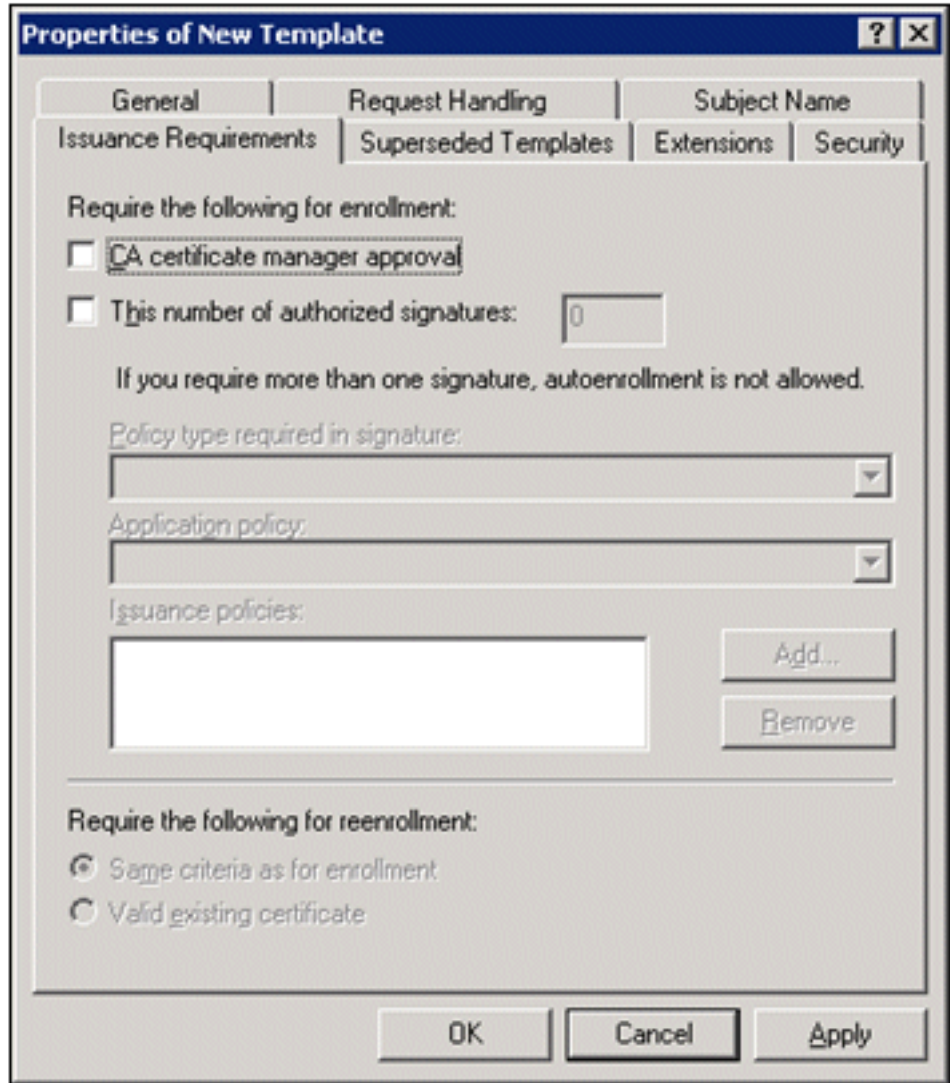 Properties of New Template
General Request Handling Subject Name
Issuance Requirements Superseded Templates Extensions Security
Require the following for enrollment:
CA certificate manager approval
This number of authorized signatures: 0
If you require more than one signature, autoenrollment is not allowed.
Policy type required in signature:
Application policy:
Issuance policies:
Add...
Remove
Require the following for reenrollment:
Same criteria as for enrollment
Valid existing certificate
OK Cancel Apply